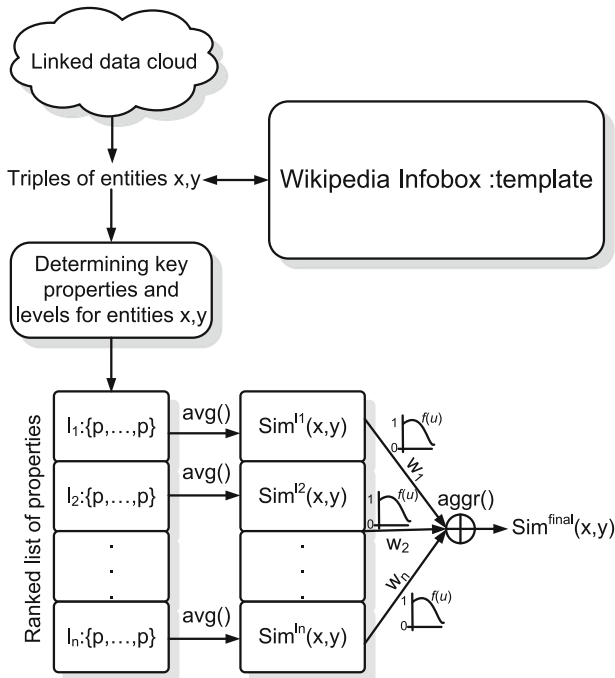 Linked data cloud
Triples of entities x,y
Wikipedia Infobox :template
Determining key
properties and
levels for entities x,y
Ranked list of properties
l1:{p,…,p}
avg()
Sim^l1(x,y)
1
0
f(u)
w1
l2:{p,…,p}
avg()
Sim^l2(x,y)
1
0
f(u)
w2
aggr()
Sim^final(x,y)
.
.
.
.
.
.
ln:{p,…,p}
avg()
Sim^ln(x,y)
wn
1
0
f(u)